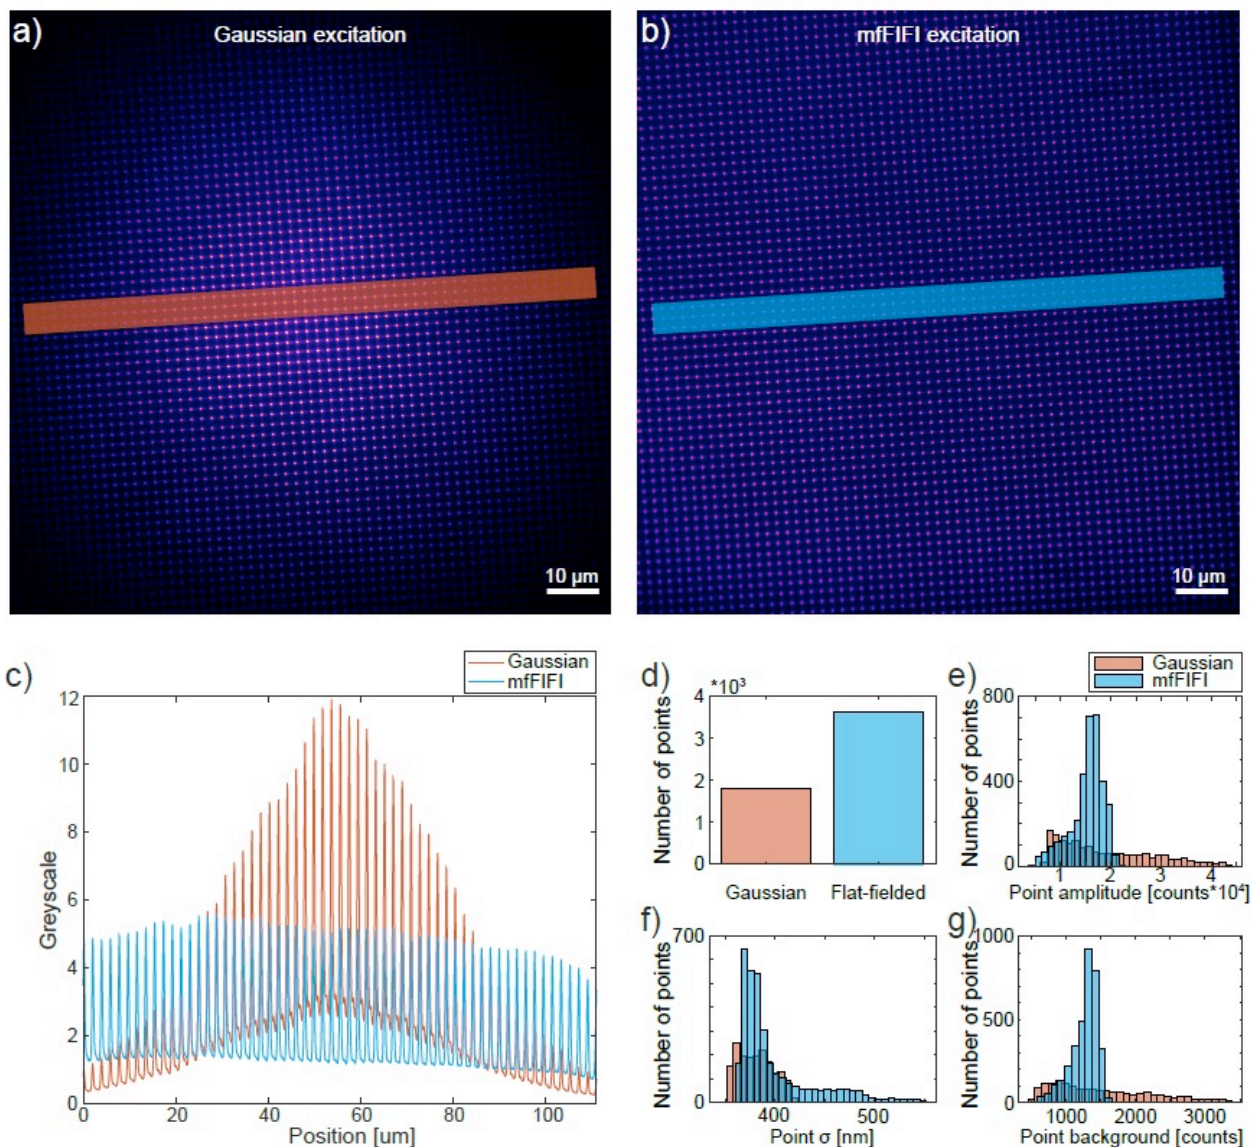 a)
Gaussian excitation
10 µm
b)
mfFIFI excitation
10 µm
c)
Gaussian
mfFIFI
12
10
8
6
4
2
0
Greyscale
0 20 40 60 80 100
Position [um]
d)
*10³
4
3
2
1
0
Number of points
Gaussian Flat-fielded
e)
Gaussian
mfFIFI
800
400
0
Number of points
1 2 3 4
Point amplitude [counts*10⁴]
f)
700
0
Number of points
400 500
Point σ [nm]
g)
1000
500
0
Number of points
1000 2000 3000
Point background [counts]